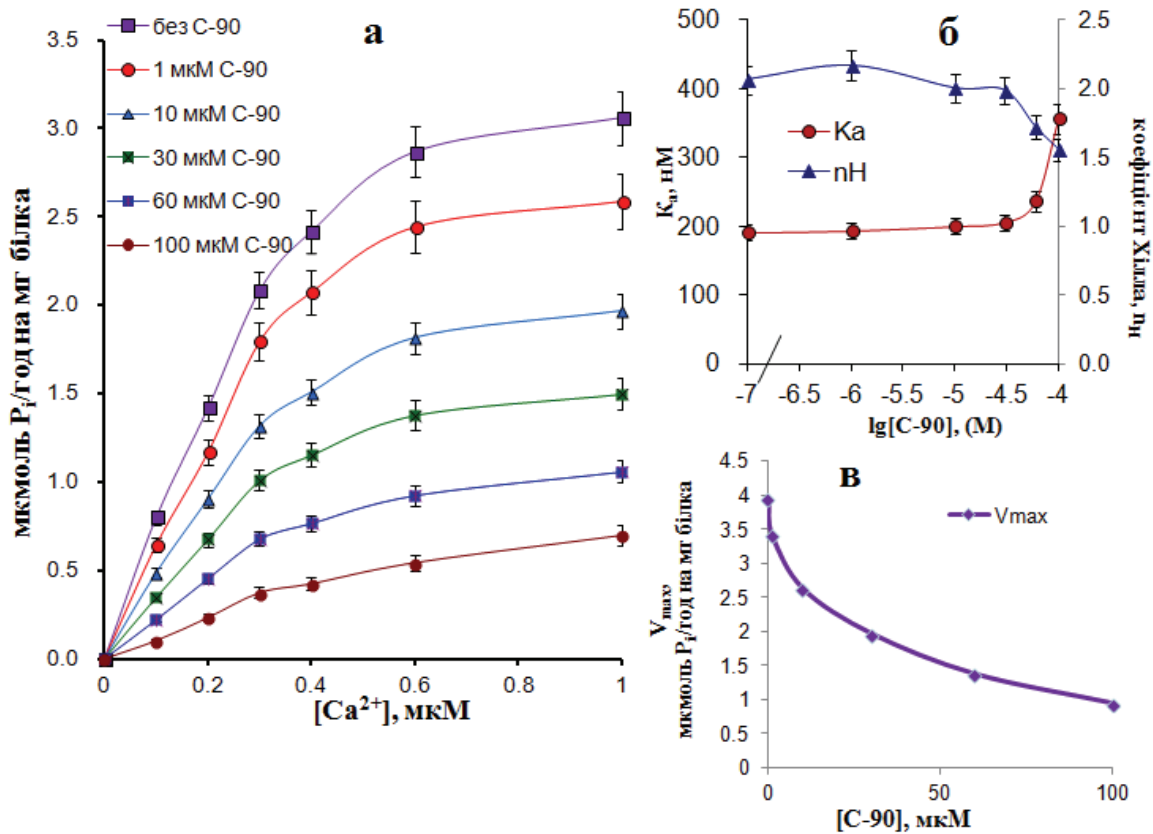 а
без С-90
1 мкМ С-90
10 мкМ С-90
30 мкМ С-90
60 мкМ С-90
100 мкМ С-90
3.5
3.0
2.5
2.0
1.5
1.0
0.5
0.0
мкмоль Pᵢ/год на мг білка
0 0.2 0.4 0.6 0.8 1
[Ca²⁺], мкМ
б
500
400
300
200
100
0
Kₐ, нМ
Ka
nH
2.5
2.0
1.5
1.0
0.5
0.0
коефіцієнт Хілла, nH
-7 -6.5 -6 -5.5 -5 -4.5 -4
lg[C-90], (M)
в
4.5
4
3.5
3
2.5
2
1.5
1
0.5
0
Vmax,
мкмоль Pᵢ/год на мг білка
Vmax
0 50 100
[C-90], мкМ